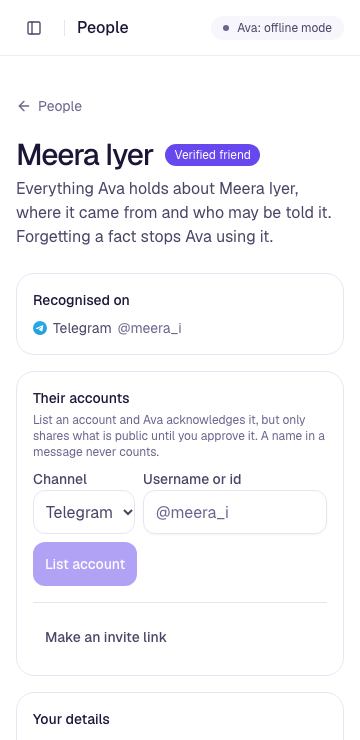 People
Ava: offline mode
People
Meera Iyer
Verified friend
Everything Ava holds about Meera Iyer,
where it came from and who may be told it.
Forgetting a fact stops Ava using it.
Recognised on
Telegram @meera_i
Their accounts
List an account and Ava acknowledges it, but only
shares what is public until you approve it. A name in a
message never counts.
Channel
Username or id
Telegram
@meera_i
List account
Make an invite link
Your details